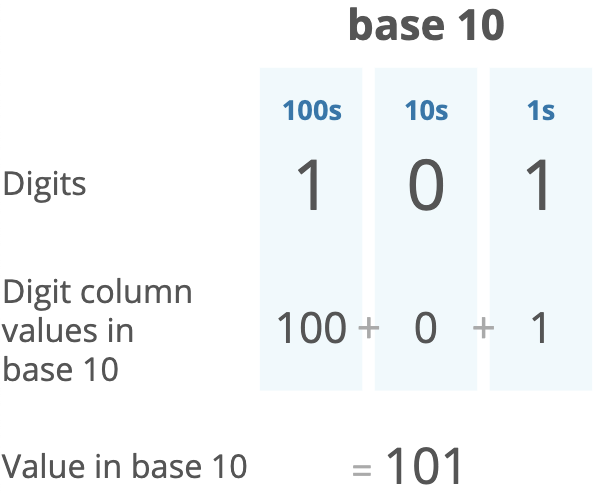 base 10
100s 10s 1s
Digits 1 0 1
Digit column
values in 100 + 0 + 1
base 10
Value in base 10 = 101